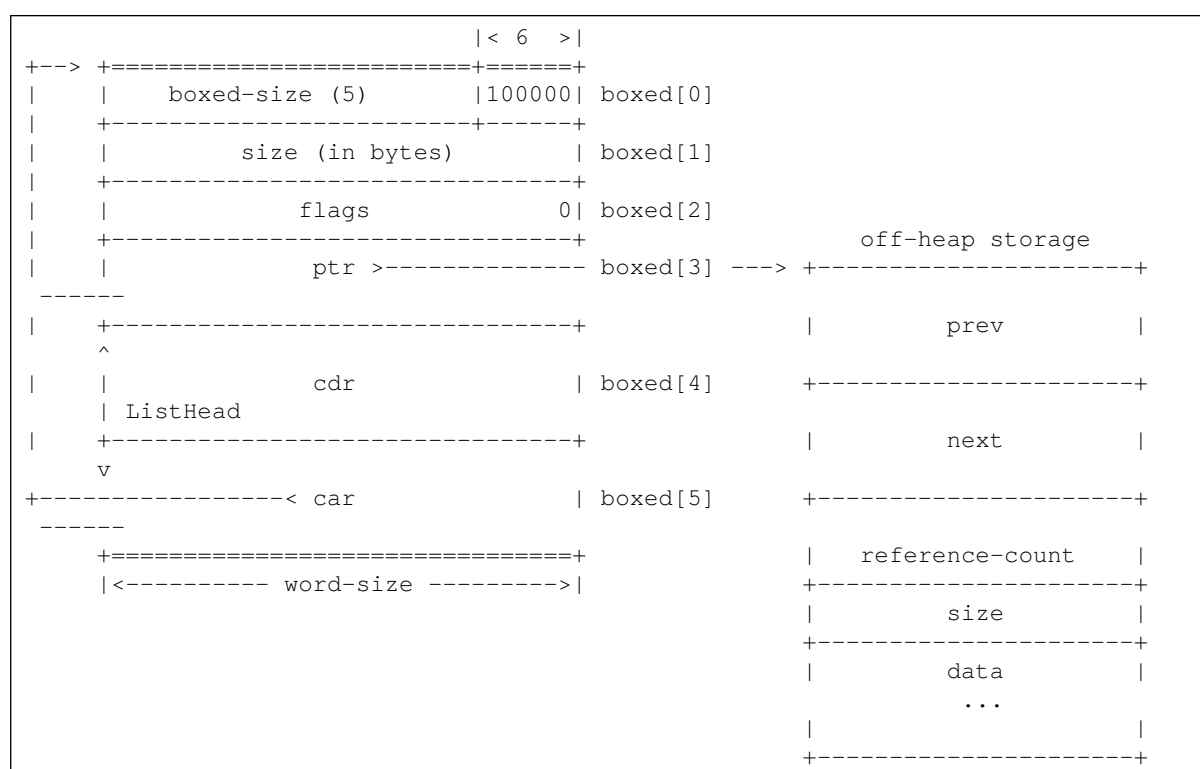 |< 6  >|
+--> +=========================+======+
|    |    boxed-size (5)       |100000| boxed[0]
|    +-------------------------+------+
|    |         size (in bytes)        | boxed[1]
|    +--------------------------------+
|    |             flags             0| boxed[2]
|    +--------------------------------+                   off-heap storage
|    |              ptr >-------------- boxed[3] ---> +----------------------+
 ------
|    +--------------------------------+               |         prev         |
     ^
|    |              cdr               | boxed[4]      +----------------------+
     | ListHead
|    +--------------------------------+               |         next         |
     v
+-----------------< car               | boxed[5]      +----------------------+
 ------
     +================================+               |   reference-count    |
     |<---------- word-size --------->|               +----------------------+
                                                      |         size         |
                                                      +----------------------+
                                                      |         data         |
                                                                 ...
                                                      |                      |
                                                      +----------------------+